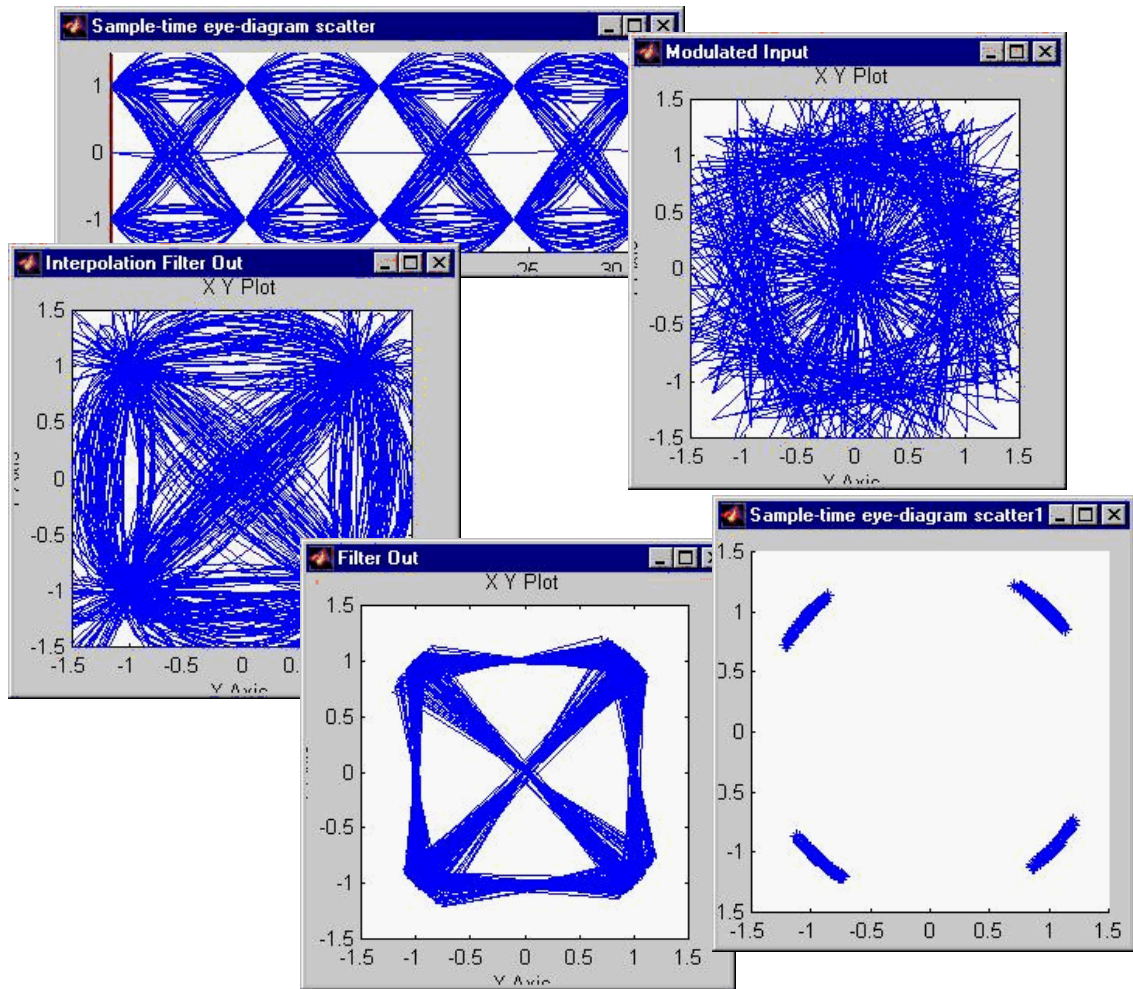 Sample-time eye-diagram scatter
1
0
-1
25
30
Modulated Input
X Y Plot
1.5
1
0.5
0
-0.5
-1
-1.5
-1.5 -1 -0.5 0 0.5 1 1.5
Y Axis
Interpolation Filter Out
X Y Plot
1.5
1
0.5
0
-0.5
-1
-1.5
-1.5 -1 -0.5 0
Y Axis
Filter Out
X Y Plot
1.5
1
0.5
0
-0.5
-1
-1.5
-1.5 -1 -0.5 0 0.5 1 1.5
Y Axis
Sample-time eye-diagram scatter1
1.5
1
0.5
0
0.5
-1
1.5
-1.5 -1 -0.5 0 0.5 1 1.5